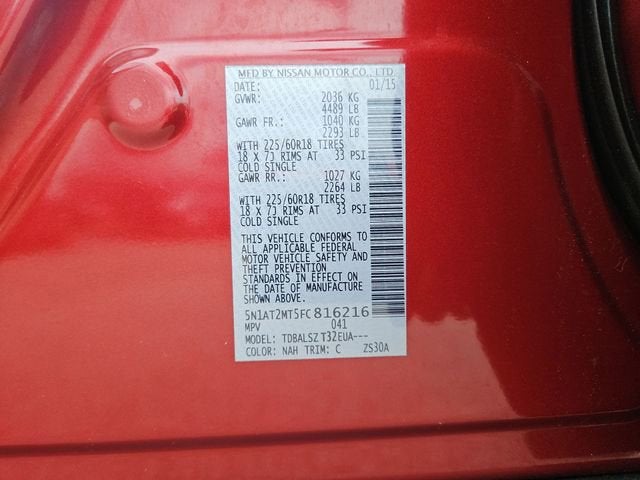 MFD BY NISSAN MOTOR CO., LTD.
DATE: 01/15
GVWR: 2036 KG
4489 LB
GAWR FR.: 1040 KG
2293 LB
WITH 225/60R18 TIRES
18 X 7J RIMS AT 33 PSI
COLD SINGLE
GAWR RR.: 1027 KG
2264 LB
WITH 225/60R18 TIRES
18 X 7J RIMS AT 33 PSI
COLD SINGLE
THIS VEHICLE CONFORMS TO
ALL APPLICABLE FEDERAL
MOTOR VEHICLE SAFETY AND
THEFT PREVENTION
STANDARDS IN EFFECT ON
THE DATE OF MANUFACTURE
SHOWN ABOVE.
5N1AT2MT5FC816216
MPV 041
MODEL: TDBALSZ T32EUA---
COLOR: NAH TRIM: C ZS30A